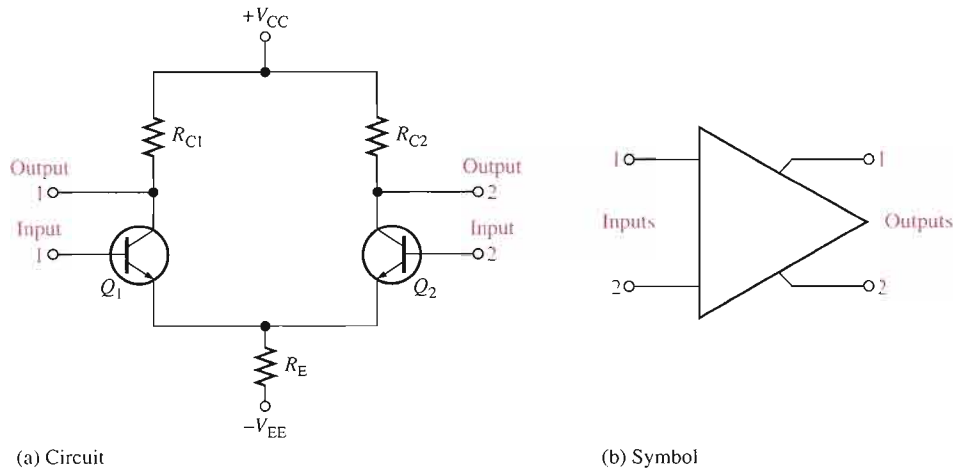 +V_CC
R_C1
R_C2
Output
1
Output
2
Input
1
Input
2
Q_1
Q_2
R_E
-V_EE
(a) Circuit
1
Inputs
2
1
Outputs
2
(b) Symbol